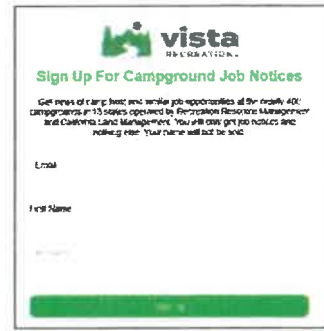 vista
RECREATION
Sign Up For Campground Job Notices
Get news of camp host and similar job opportunities at the nearly 400
campgrounds in 13 states operated by Recreation Resource Management
and California Land Management. You will only get job notices and
nothing else. Your name will not be sold.
Email
First Name